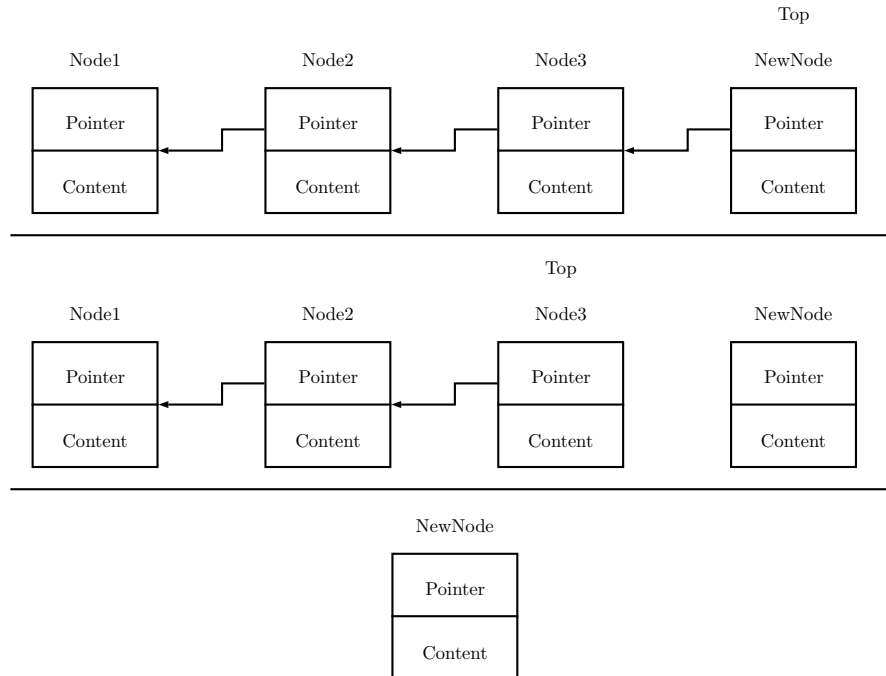 Top
Node1 Node2 Node3 NewNode
Pointer Pointer Pointer Pointer
Content Content Content Content
Top
Node1 Node2 Node3 NewNode
Pointer Pointer Pointer Pointer
Content Content Content Content
NewNode
Pointer
Content